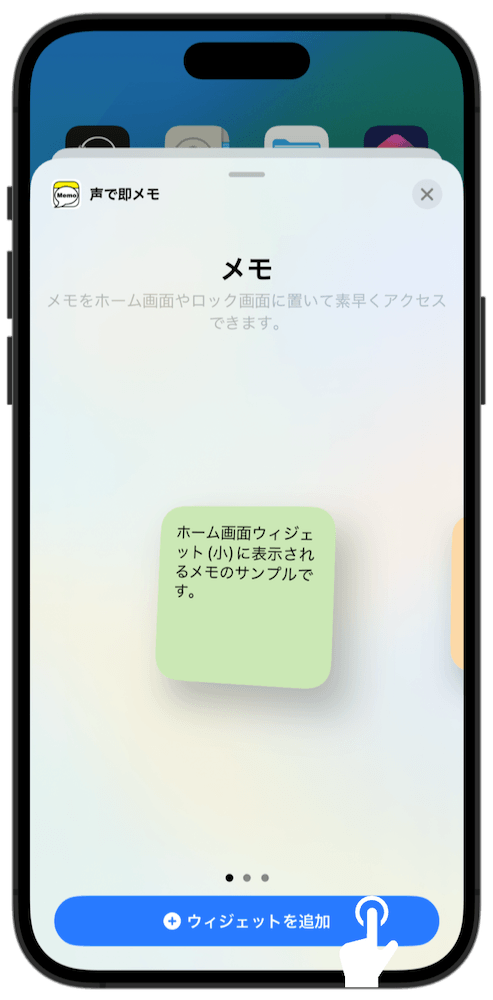 Memo
声で即メモ
メモ
メモをホーム画面やロック画面に置いて素早くアクセス
できます。
ホーム画面ウィジェ
ット(小)に表示され
るメモのサンプルで
す。
ウィジェットを追加